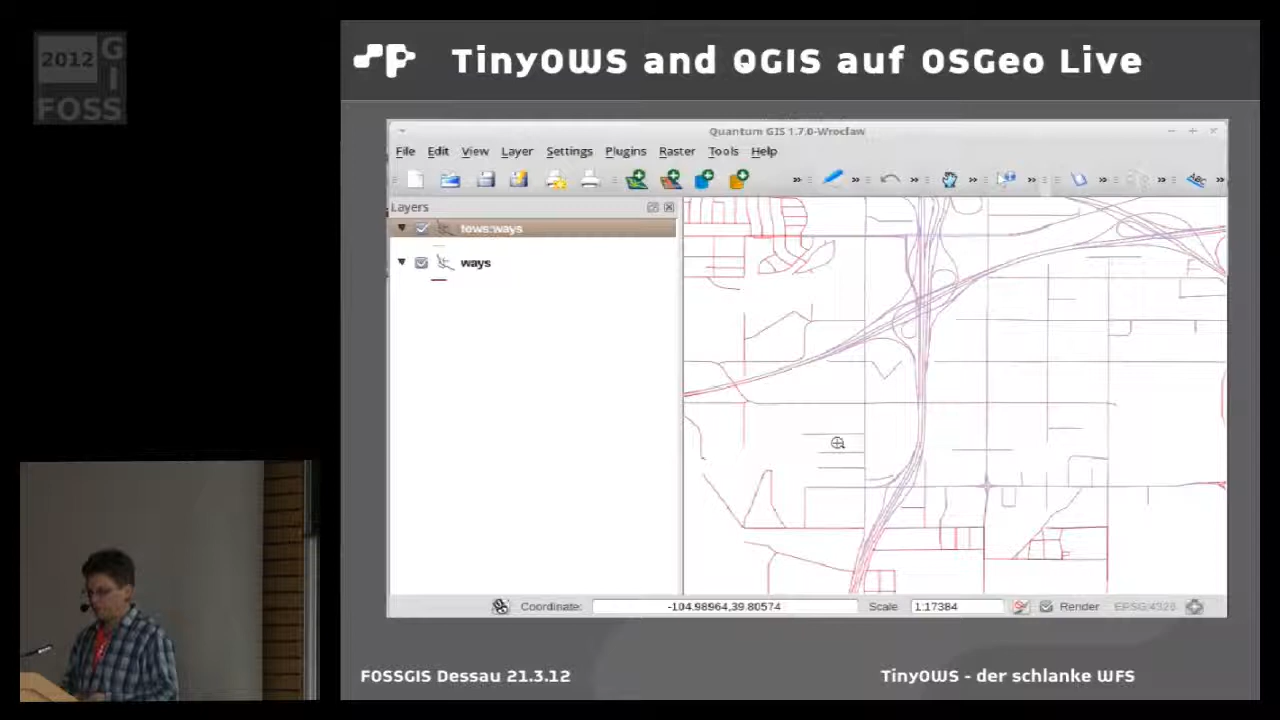 2012 G
I
FOSS
TinyOWS and QGIS auf OSGeo Live
Quantum GIS 1.7.0-Wroclaw
File Edit View Layer Settings Plugins Raster Tools Help
Layers
tows:ways
ways
Coordinate: -104.98964,39.80574 Scale 1:17384 Render EPSG:4326
FOSSGIS Dessau 21.3.12
TinyOWS - der schlanke WFS